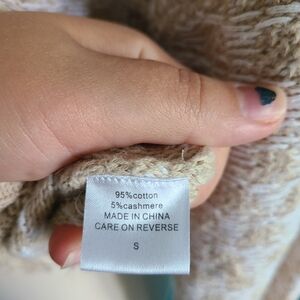 95%cotton
5%cashmere
MADE IN CHINA
CARE ON REVERSE
S